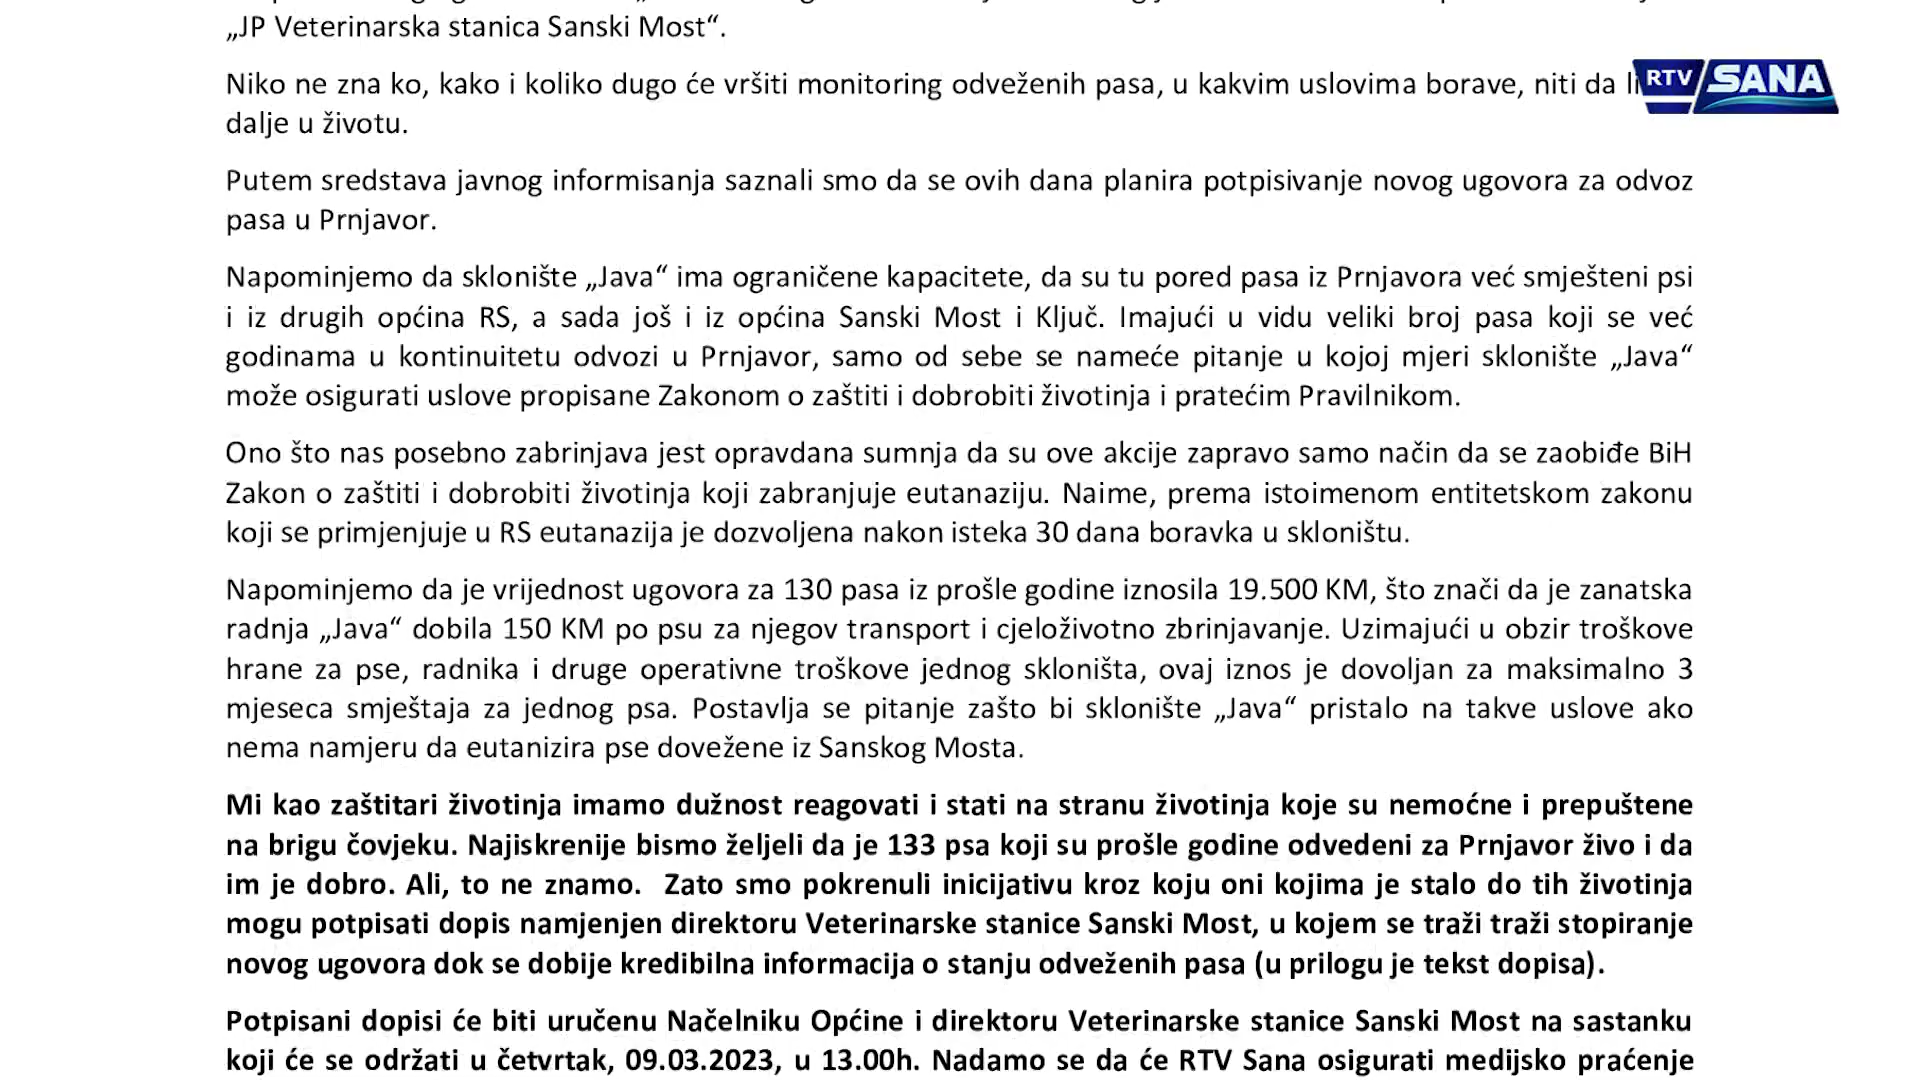 „JP Veterinarska stanica Sanski Most“.
Niko ne zna ko, kako i koliko dugo će vršiti monitoring odveženih pasa, u kakvim uslovima borave, niti da li
dalje u životu.
RTV SANA
Putem sredstava javnog informisanja saznali smo da se ovih dana planira potpisivanje novog ugovora za odvoz
pasa u Prnjavor.
Napominjemo da sklonište „Java“ ima ograničene kapacitete, da su tu pored pasa iz Prnjavora već smješteni psi
i iz drugih općina RS, a sada još i iz općina Sanski Most i Ključ. Imajući u vidu veliki broj pasa koji se već
godinama u kontinuitetu odvozi u Prnjavor, samo od sebe se nameće pitanje u kojoj mjeri sklonište „Java“
može osigurati uslove propisane Zakonom o zaštiti i dobrobiti životinja i pratećim Pravilnikom.
Ono što nas posebno zabrinjava jest opravdana sumnja da su ove akcije zapravo samo način da se zaobiđe BiH
Zakon o zaštiti i dobrobiti životinja koji zabranjuje eutanaziju. Naime, prema istoimenom entitetskom zakonu
koji se primjenjuje u RS eutanazija je dozvoljena nakon isteka 30 dana boravka u skloništu.
Napominjemo da je vrijednost ugovora za 130 pasa iz prošle godine iznosila 19.500 KM, što znači da je zanatska
radnja „Java“ dobila 150 KM po psu za njegov transport i cjeloživotno zbrinjavanje. Uzimajući u obzir troškove
hrane za pse, radnika i druge operativne troškove jednog skloništa, ovaj iznos je dovoljan za maksimalno 3
mjeseca smještaja za jednog psa. Postavlja se pitanje zašto bi sklonište „Java“ pristalo na takve uslove ako
nema namjeru da eutanizira pse dovežene iz Sanskog Mosta.
Mi kao zaštitari životinja imamo dužnost reagovati i stati na stranu životinja koje su nemoćne i prepuštene
na brigu čovjeku. Najiskrenije bismo željeli da je 133 psa koji su prošle godine odvedeni za Prnjavor živo i da
im je dobro. Ali, to ne znamo. Zato smo pokrenuli inicijativu kroz koju oni kojima je stalo do tih životinja
mogu potpisati dopis namjenjen direktoru Veterinarske stanice Sanski Most, u kojem se traži traži stopiranje
novog ugovora dok se dobije kredibilna informacija o stanju odveženih pasa (u prilogu je tekst dopisa).
Potpisani dopisi će biti uručenu Načelniku Općine i direktoru Veterinarske stanice Sanski Most na sastanku
koji će se održati u četvrtak, 09.03.2023, u 13.00h. Nadamo se da će RTV Sana osigurati medijsko praćenje